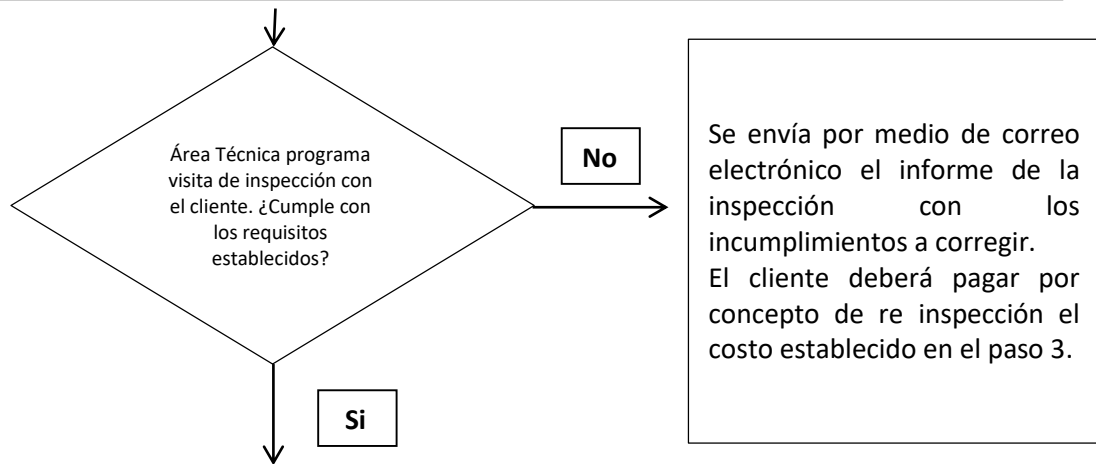 Área Técnica programa
visita de inspección con
el cliente. ¿Cumple con
los requisitos
establecidos?
No
Se envía por medio de correo
electrónico el informe de la
inspección con los
incumplimientos a corregir.
El cliente deberá pagar por
concepto de re inspección el
costo establecido en el paso 3.
Si